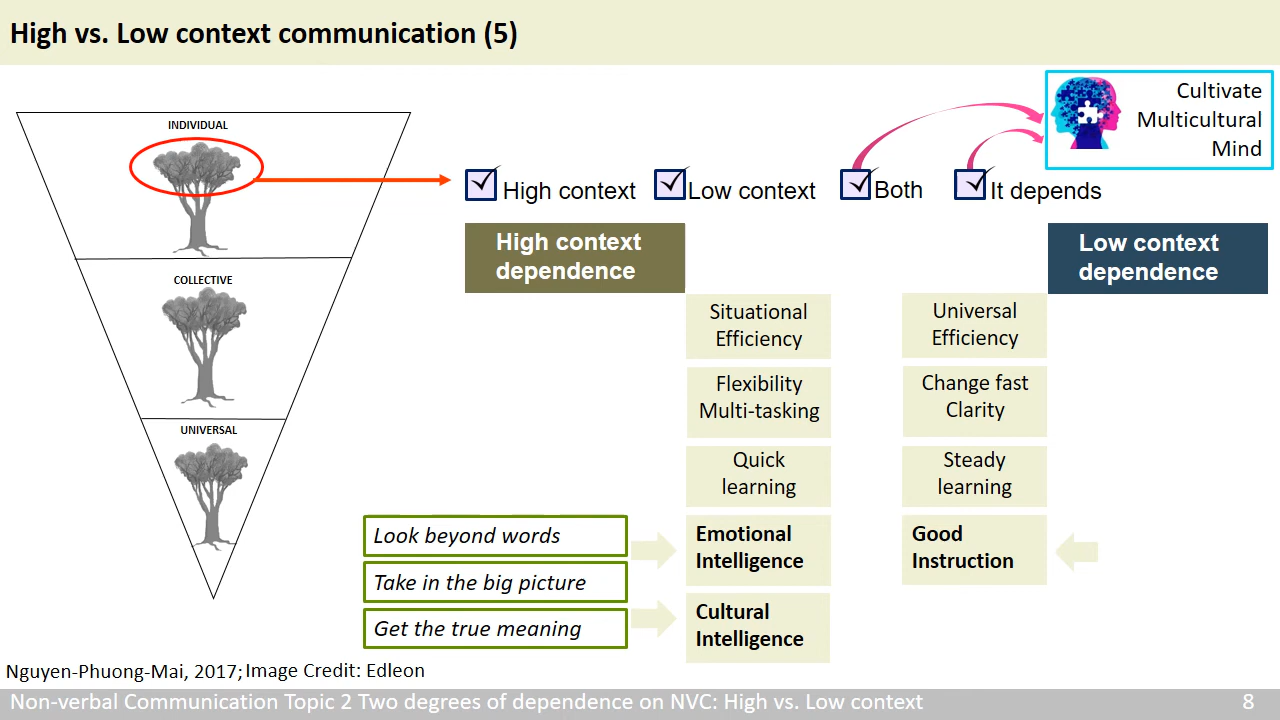 High vs. Low context communication (5)
Cultivate
Multicultural
Mind
INDIVIDUAL
COLLECTIVE
UNIVERSAL
High context
Low context
Both
It depends
High context
dependence
Low context
dependence
Situational
Efficiency
Universal
Efficiency
Flexibility
Multi-tasking
Change fast
Clarity
Quick
learning
Steady
learning
Look beyond words
Take in the big picture
Get the true meaning
Emotional
Intelligence
Good
Instruction
Cultural
Intelligence
Nguyen-Phuong-Mai, 2017; Image Credit: Edleon
Non-verbal Communication Topic 2 Two degrees of dependence on NVC: High vs. Low context
8